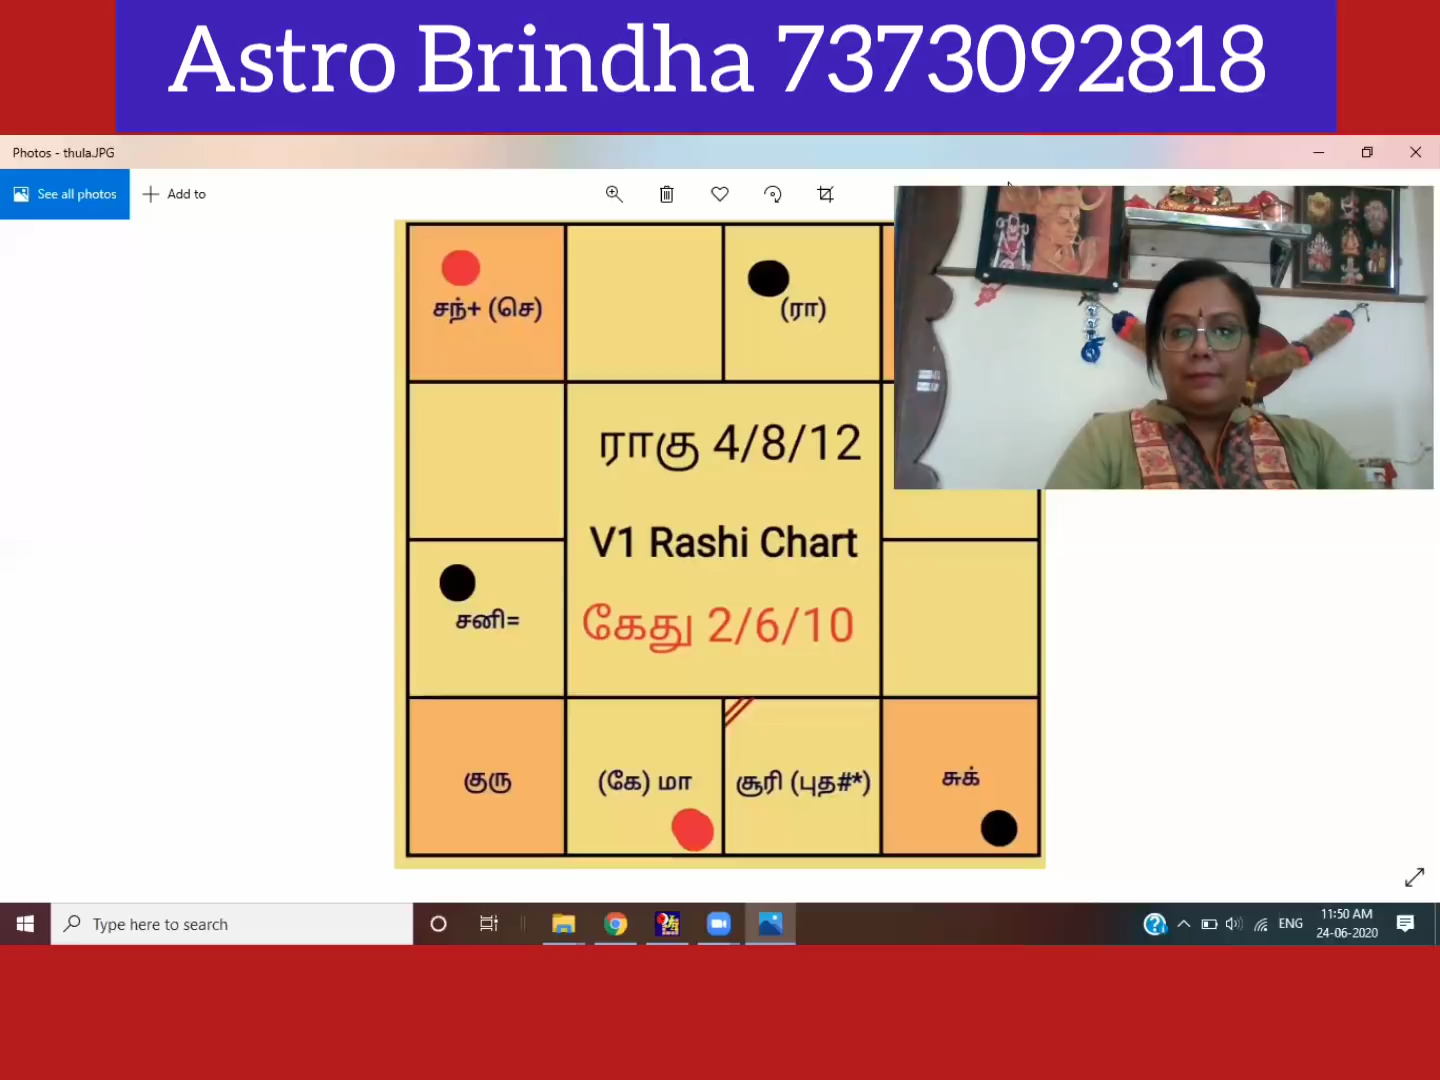 Astro Brindha 7373092818
Photos - thula.JPG
See all photos
Add to
சந்+ (செ)
(ரா)
ராகு 4/8/12
V1 Rashi Chart
கேது 2/6/10
சனி=
குரு
(கே) மா
சூரி (புத#*)
சுக்
Type here to search
ENG
11:50 AM
24-06-2020